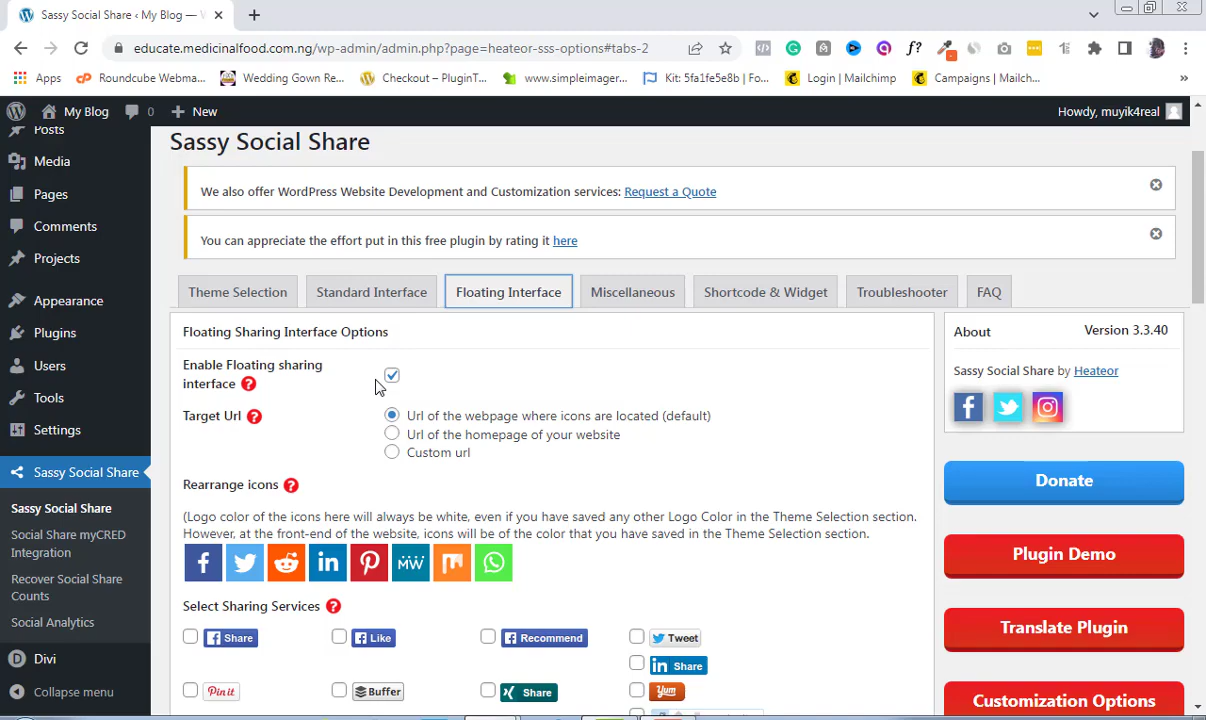 Sassy Social Share ‹ My Blog —
educate.medicinalfood.com.ng/wp-admin/admin.php?page=heateor-sss-options#tabs-2
Apps
Roundcube Webma...
Wedding Gown Re...
Checkout – PluginT...
www.simpleimager...
Kit: 5fa1fe5e8b | Fo...
Login | Mailchimp
Campaigns | Mailch...
My Blog
0
New
Howdy, muyik4real
Posts
Media
Pages
Comments
Projects
Appearance
Plugins
Users
Tools
Settings
Sassy Social Share
Sassy Social Share
Social Share myCRED
Integration
Recover Social Share
Counts
Social Analytics
Divi
Collapse menu
Sassy Social Share
We also offer WordPress Website Development and Customization services: Request a Quote
You can appreciate the effort put in this free plugin by rating it here
Theme Selection
Standard Interface
Floating Interface
Miscellaneous
Shortcode & Widget
Troubleshooter
FAQ
Floating Sharing Interface Options
Enable Floating sharing
interface ?
Target Url ?
Url of the webpage where icons are located (default)
Url of the homepage of your website
Custom url
Rearrange icons ?
(Logo color of the icons here will always be white, even if you have saved any other Logo Color in the Theme Selection section.
However, at the front-end of the website, icons will be of the color that you have saved in the Theme Selection section.
Select Sharing Services ?
Share
Like
Recommend
Tweet
Share
Pin it
Buffer
Share
Yum
About
Version 3.3.40
Sassy Social Share by Heateor
Donate
Plugin Demo
Translate Plugin
Customization Options